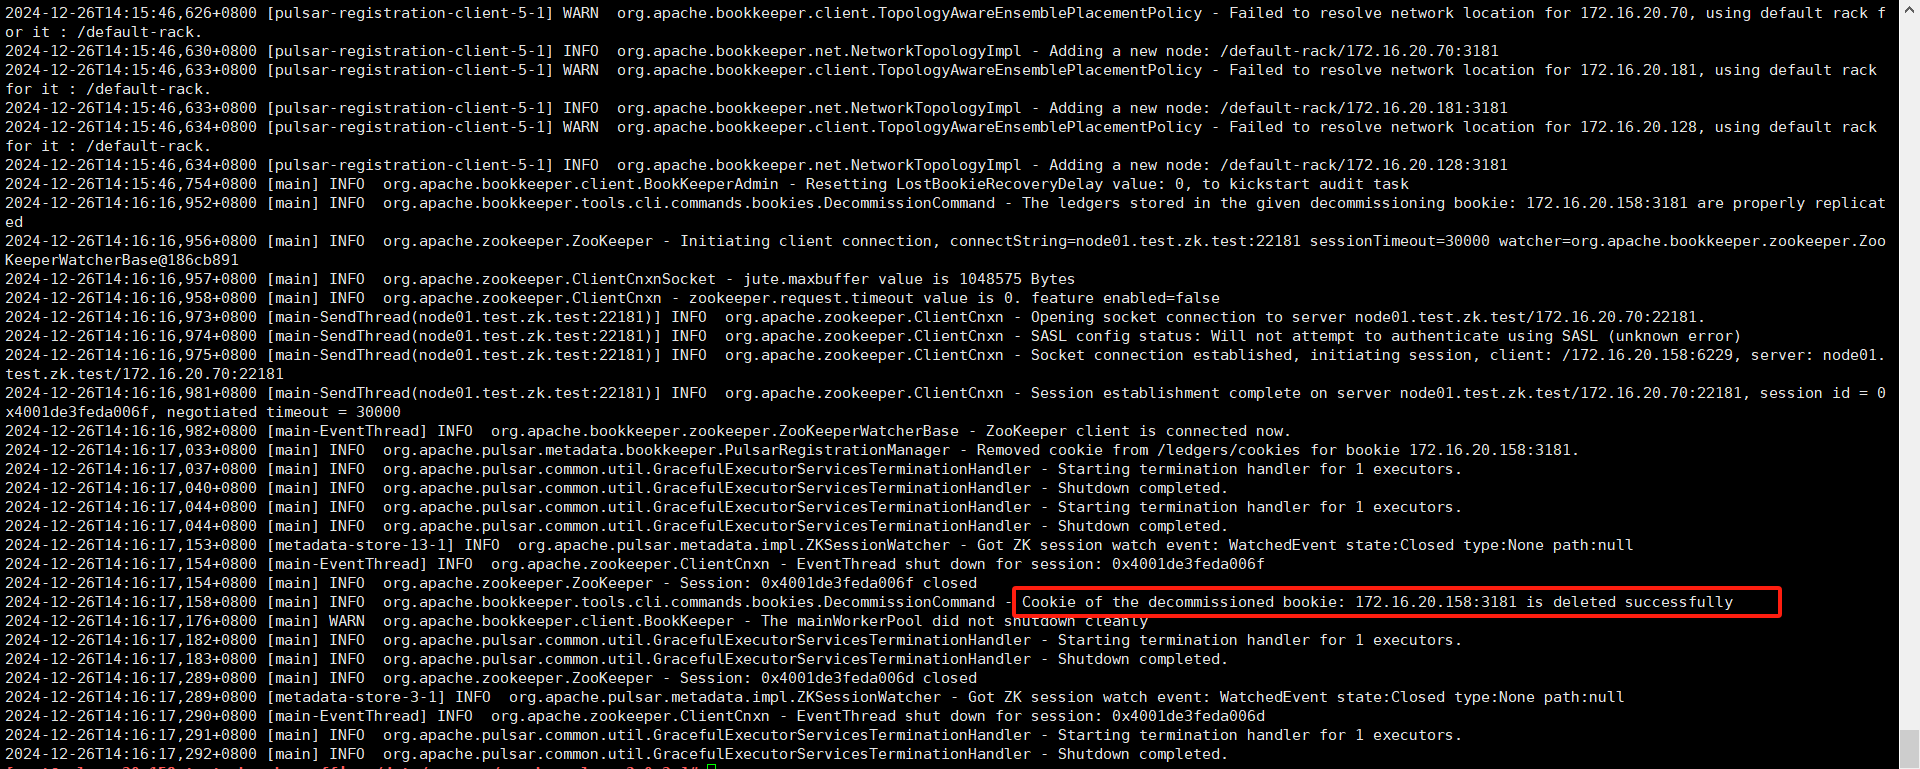 2024-12-26T14:15:46,626+0800 [pulsar-registration-client-5-1] WARN  org.apache.bookkeeper.client.TopologyAwareEnsemblePlacementPolicy - Failed to resolve network location for 172.16.20.70, using default rack f
or it : /default-rack.
2024-12-26T14:15:46,630+0800 [pulsar-registration-client-5-1] INFO  org.apache.bookkeeper.net.NetworkTopologyImpl - Adding a new node: /default-rack/172.16.20.70:3181
2024-12-26T14:15:46,633+0800 [pulsar-registration-client-5-1] WARN  org.apache.bookkeeper.client.TopologyAwareEnsemblePlacementPolicy - Failed to resolve network location for 172.16.20.181, using default rack
for it : /default-rack.
2024-12-26T14:15:46,633+0800 [pulsar-registration-client-5-1] INFO  org.apache.bookkeeper.net.NetworkTopologyImpl - Adding a new node: /default-rack/172.16.20.181:3181
2024-12-26T14:15:46,634+0800 [pulsar-registration-client-5-1] WARN  org.apache.bookkeeper.client.TopologyAwareEnsemblePlacementPolicy - Failed to resolve network location for 172.16.20.128, using default rack
for it : /default-rack.
2024-12-26T14:15:46,634+0800 [pulsar-registration-client-5-1] INFO  org.apache.bookkeeper.net.NetworkTopologyImpl - Adding a new node: /default-rack/172.16.20.128:3181
2024-12-26T14:15:46,754+0800 [main] INFO  org.apache.bookkeeper.client.BookKeeperAdmin - Resetting LostBookieRecoveryDelay value: 0, to kickstart audit task
2024-12-26T14:16:16,952+0800 [main] INFO  org.apache.bookkeeper.tools.cli.commands.bookies.DecommissionCommand - The ledgers stored in the given decommissioning bookie: 172.16.20.158:3181 are properly replicat
ed
2024-12-26T14:16:16,956+0800 [main] INFO  org.apache.zookeeper.ZooKeeper - Initiating client connection, connectString=node01.test.zk.test:22181 sessionTimeout=30000 watcher=org.apache.bookkeeper.zookeeper.Zoo
KeeperWatcherBase@186cb891
2024-12-26T14:16:16,957+0800 [main] INFO  org.apache.zookeeper.ClientCnxnSocket - jute.maxbuffer value is 1048575 Bytes
2024-12-26T14:16:16,958+0800 [main] INFO  org.apache.zookeeper.ClientCnxn - zookeeper.request.timeout value is 0. feature enabled=false
2024-12-26T14:16:16,973+0800 [main-SendThread(node01.test.zk.test:22181)] INFO  org.apache.zookeeper.ClientCnxn - Opening socket connection to server node01.test.zk.test/172.16.20.70:22181.
2024-12-26T14:16:16,974+0800 [main-SendThread(node01.test.zk.test:22181)] INFO  org.apache.zookeeper.ClientCnxn - SASL config status: Will not attempt to authenticate using SASL (unknown error)
2024-12-26T14:16:16,975+0800 [main-SendThread(node01.test.zk.test:22181)] INFO  org.apache.zookeeper.ClientCnxn - Socket connection established, initiating session, client: /172.16.20.158:6229, server: node01.
test.zk.test/172.16.20.70:22181
2024-12-26T14:16:16,981+0800 [main-SendThread(node01.test.zk.test:22181)] INFO  org.apache.zookeeper.ClientCnxn - Session establishment complete on server node01.test.zk.test/172.16.20.70:22181, session id = 0
x4001de3feda006f, negotiated timeout = 30000
2024-12-26T14:16:16,982+0800 [main-EventThread] INFO  org.apache.bookkeeper.zookeeper.ZooKeeperWatcherBase - ZooKeeper client is connected now.
2024-12-26T14:16:17,033+0800 [main] INFO  org.apache.pulsar.metadata.bookkeeper.PulsarRegistrationManager - Removed cookie from /ledgers/cookies for bookie 172.16.20.158:3181.
2024-12-26T14:16:17,037+0800 [main] INFO  org.apache.pulsar.common.util.GracefulExecutorServicesTerminationHandler - Starting termination handler for 1 executors.
2024-12-26T14:16:17,040+0800 [main] INFO  org.apache.pulsar.common.util.GracefulExecutorServicesTerminationHandler - Shutdown completed.
2024-12-26T14:16:17,044+0800 [main] INFO  org.apache.pulsar.common.util.GracefulExecutorServicesTerminationHandler - Starting termination handler for 1 executors.
2024-12-26T14:16:17,044+0800 [main] INFO  org.apache.pulsar.common.util.GracefulExecutorServicesTerminationHandler - Shutdown completed.
2024-12-26T14:16:17,153+0800 [metadata-store-13-1] INFO  org.apache.pulsar.metadata.impl.ZKSessionWatcher - Got ZK session watch event: WatchedEvent state:Closed type:None path:null
2024-12-26T14:16:17,154+0800 [main-EventThread] INFO  org.apache.zookeeper.ClientCnxn - EventThread shut down for session: 0x4001de3feda006f
2024-12-26T14:16:17,154+0800 [main] INFO  org.apache.zookeeper.ZooKeeper - Session: 0x4001de3feda006f closed
2024-12-26T14:16:17,158+0800 [main] INFO  org.apache.bookkeeper.tools.cli.commands.bookies.DecommissionCommand - Cookie of the decommissioned bookie: 172.16.20.158:3181 is deleted successfully
2024-12-26T14:16:17,176+0800 [main] WARN  org.apache.bookkeeper.client.BookKeeper - The mainWorkerPool did not shutdown cleanly
2024-12-26T14:16:17,182+0800 [main] INFO  org.apache.pulsar.common.util.GracefulExecutorServicesTerminationHandler - Starting termination handler for 1 executors.
2024-12-26T14:16:17,183+0800 [main] INFO  org.apache.pulsar.common.util.GracefulExecutorServicesTerminationHandler - Shutdown completed.
2024-12-26T14:16:17,289+0800 [main] INFO  org.apache.zookeeper.ZooKeeper - Session: 0x4001de3feda006d closed
2024-12-26T14:16:17,289+0800 [metadata-store-3-1] INFO  org.apache.pulsar.metadata.impl.ZKSessionWatcher - Got ZK session watch event: WatchedEvent state:Closed type:None path:null
2024-12-26T14:16:17,290+0800 [main-EventThread] INFO  org.apache.zookeeper.ClientCnxn - EventThread shut down for session: 0x4001de3feda006d
2024-12-26T14:16:17,291+0800 [main] INFO  org.apache.pulsar.common.util.GracefulExecutorServicesTerminationHandler - Starting termination handler for 1 executors.
2024-12-26T14:16:17,292+0800 [main] INFO  org.apache.pulsar.common.util.GracefulExecutorServicesTerminationHandler - Shutdown completed.